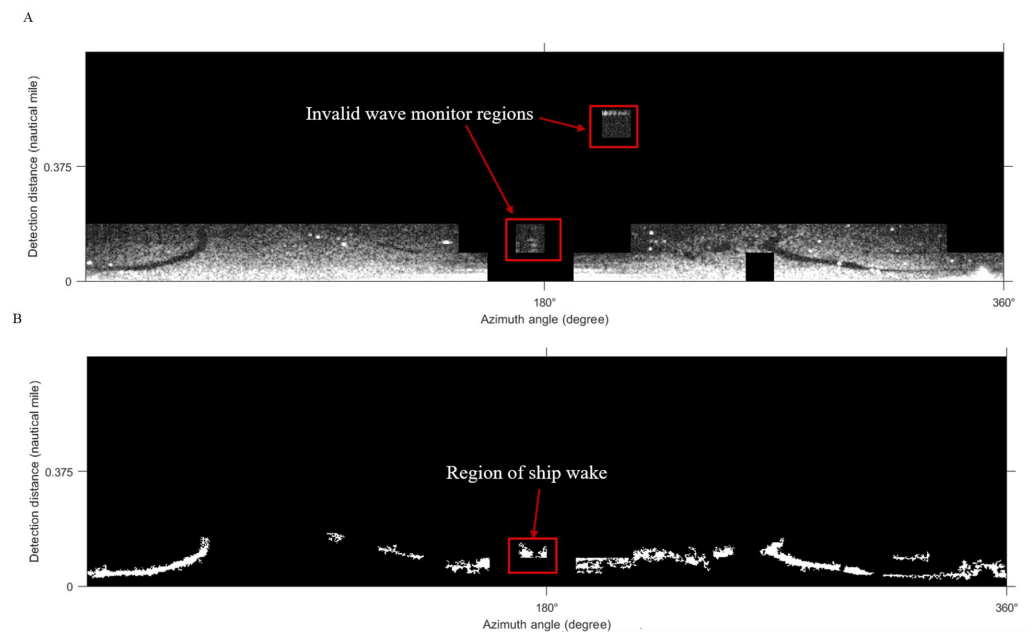 A
Invalid wave monitor regions
Detection distance (nautical mile)
0.375
0
180°
360°
Azimuth angle (degree)
B
Region of ship wake
Detection distance (nautical mile)
0.375
0
180°
360°
Azimuth angle (degree)